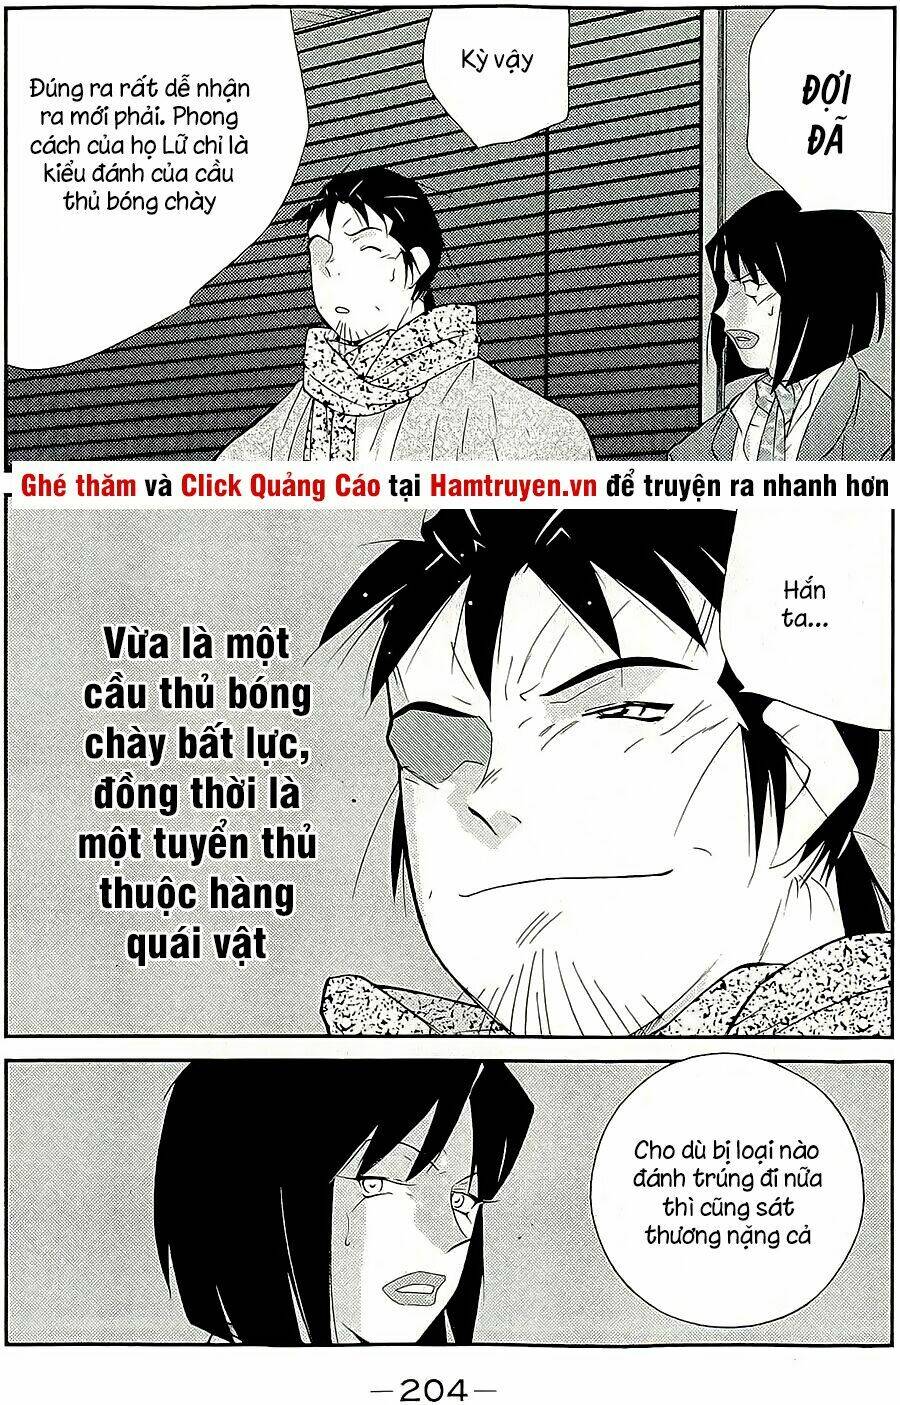 ĐỢI
ĐÃ
Kỳ vậy
Đúng ra rất dễ nhận
ra mới phải. Phong
cách của họ Lữ chỉ là
kiểu đánh của cầu
thủ bóng chày
Ghé thăm và Click Quảng Cáo tại Hamtruyen.vn để truyện ra nhanh hơn
Hắn
ta...
Vừa là một
cầu thủ bóng
chày bất lực,
đồng thời là
một tuyển thủ
thuộc hàng
quái vật
Cho dù bị loại nào
đánh trúng đi nữa
thì cũng sát
thương nặng cả
-204-